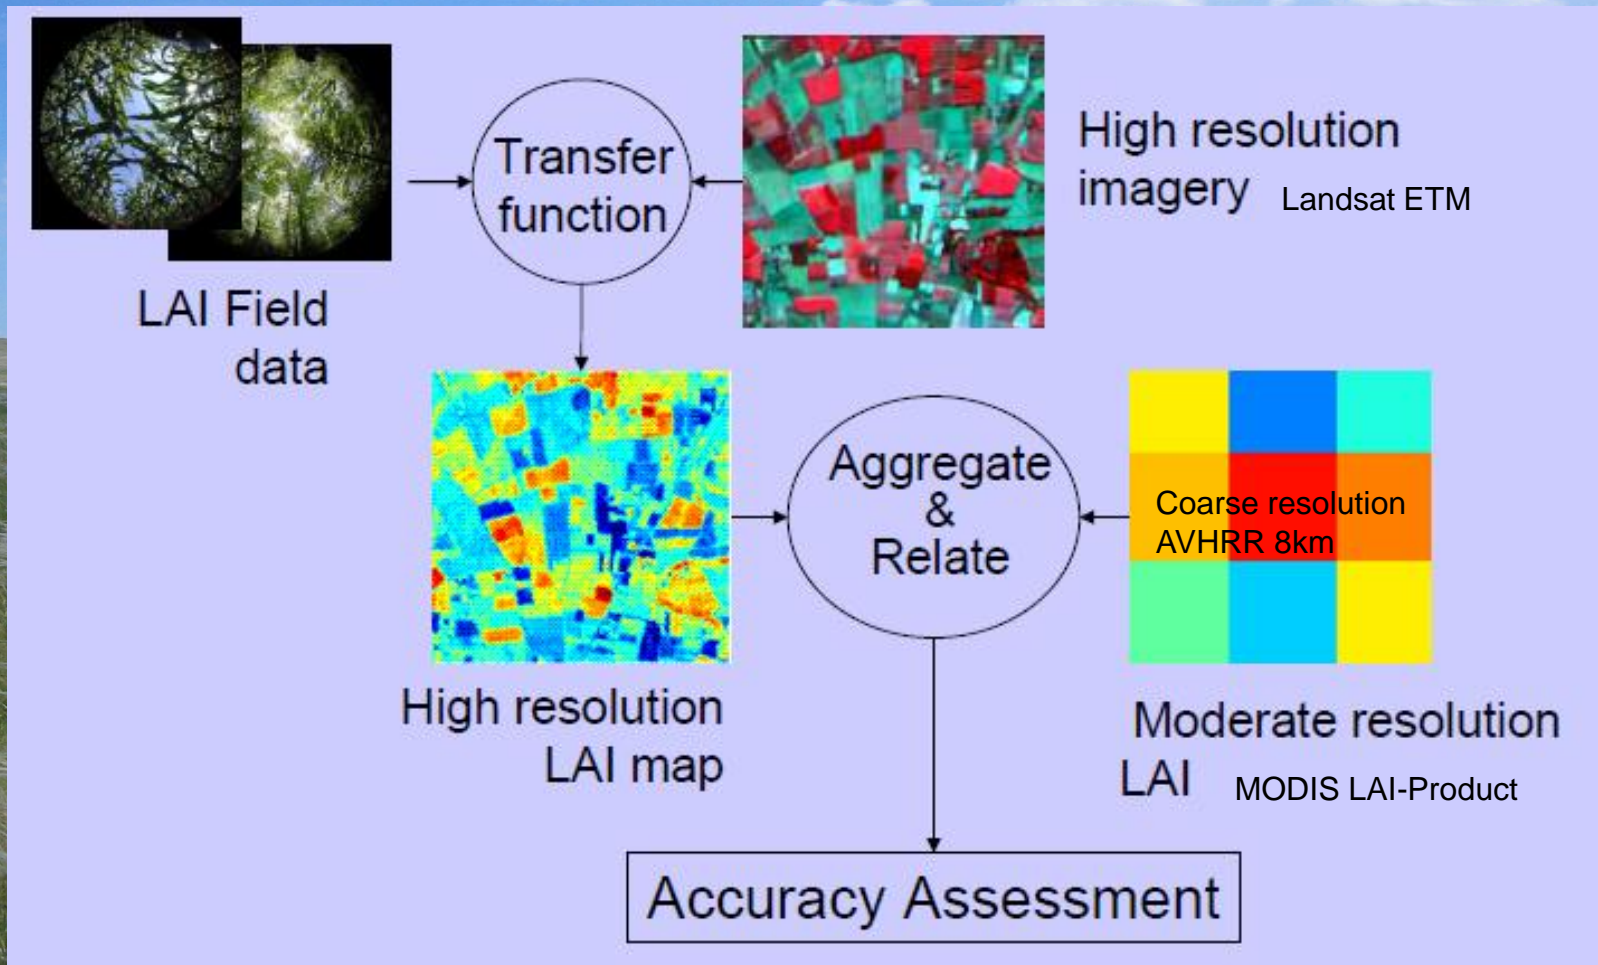 Transfer
function
High resolution
imagery Landsat ETM
LAI Field
data
Aggregate
&
Relate
Coarse resolution
AVHRR 8km
High resolution
LAI map
Moderate resolution
LAI MODIS LAI-Product
Accuracy Assessment